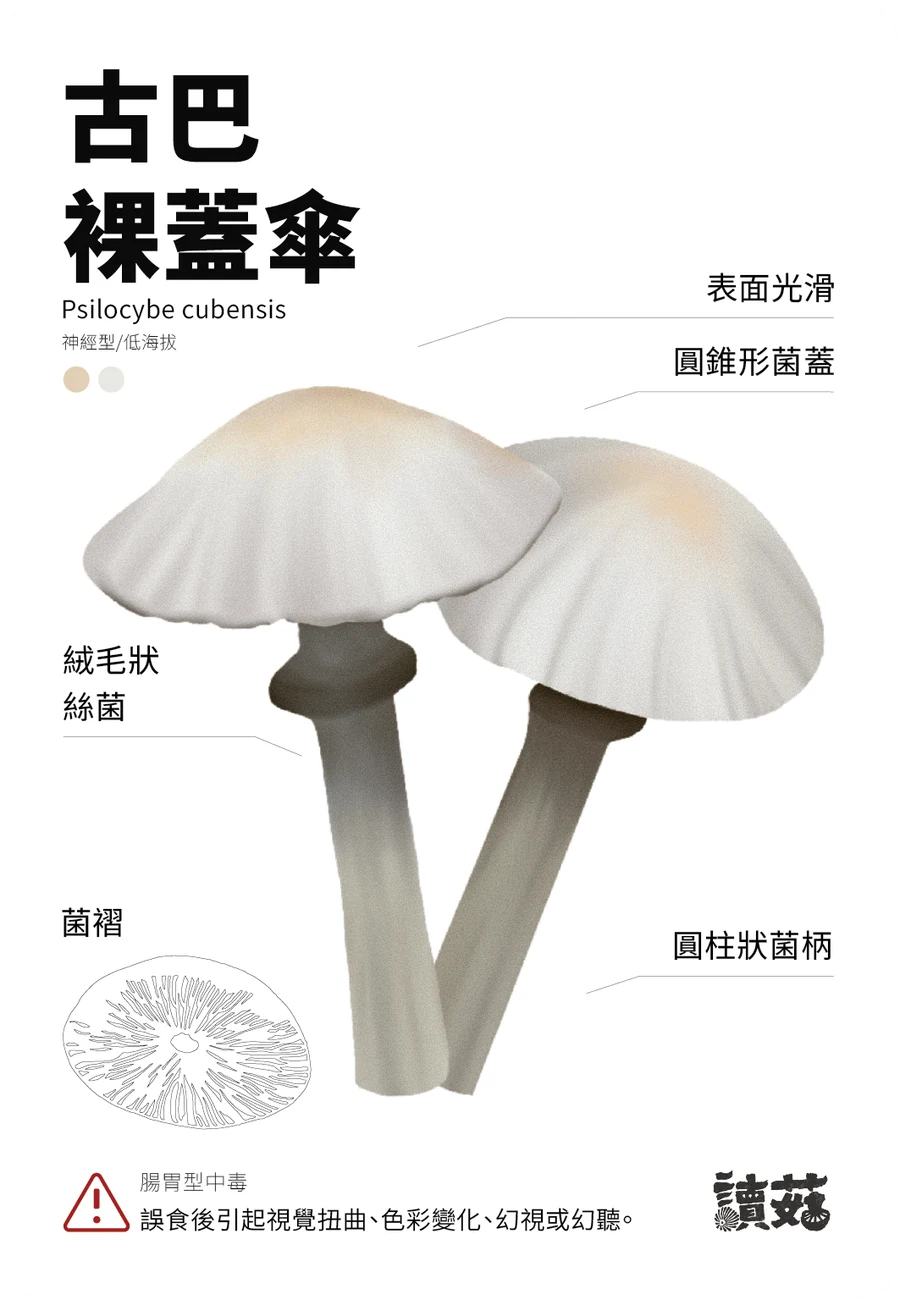 古巴
裸蓋傘
Psilocybe cubensis
神經型/低海拔
表面光滑
圓錐形菌蓋
絨毛狀
絲菌
菌褶
圓柱狀菌柄
腸胃型中毒
誤食後引起視覺扭曲、色彩變化、幻視或幻聽。
讀菇